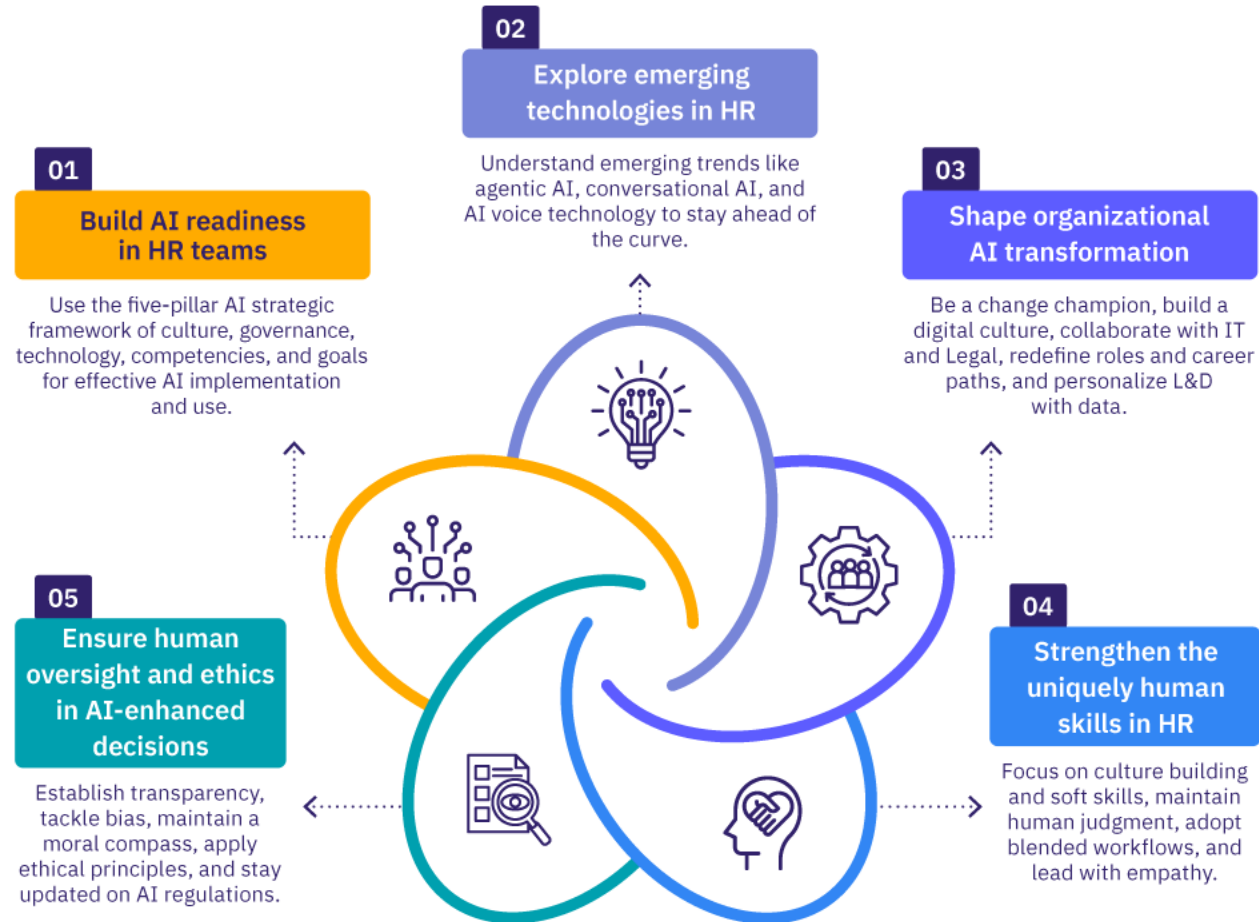 01
Build AI readiness
in HR teams
Use the five-pillar AI strategic
framework of culture, governance,
technology, competencies, and goals
for effective AI implementation
and use.
02
Explore emerging
technologies in HR
Understand emerging trends like
agentic AI, conversational AI, and
AI voice technology to stay ahead of
the curve.
03
Shape organizational
AI transformation
Be a change champion, build a
digital culture, collaborate with IT
and Legal, redefine roles and career
paths, and personalize L&D
with data.
04
Strengthen the
uniquely human
skills in HR
Focus on culture building
and soft skills, maintain
human judgment, adopt
blended workflows, and
lead with empathy.
05
Ensure human
oversight and ethics
in AI-enhanced
decisions
Establish transparency,
tackle bias, maintain a
moral compass, apply
ethical principles, and stay
updated on AI regulations.